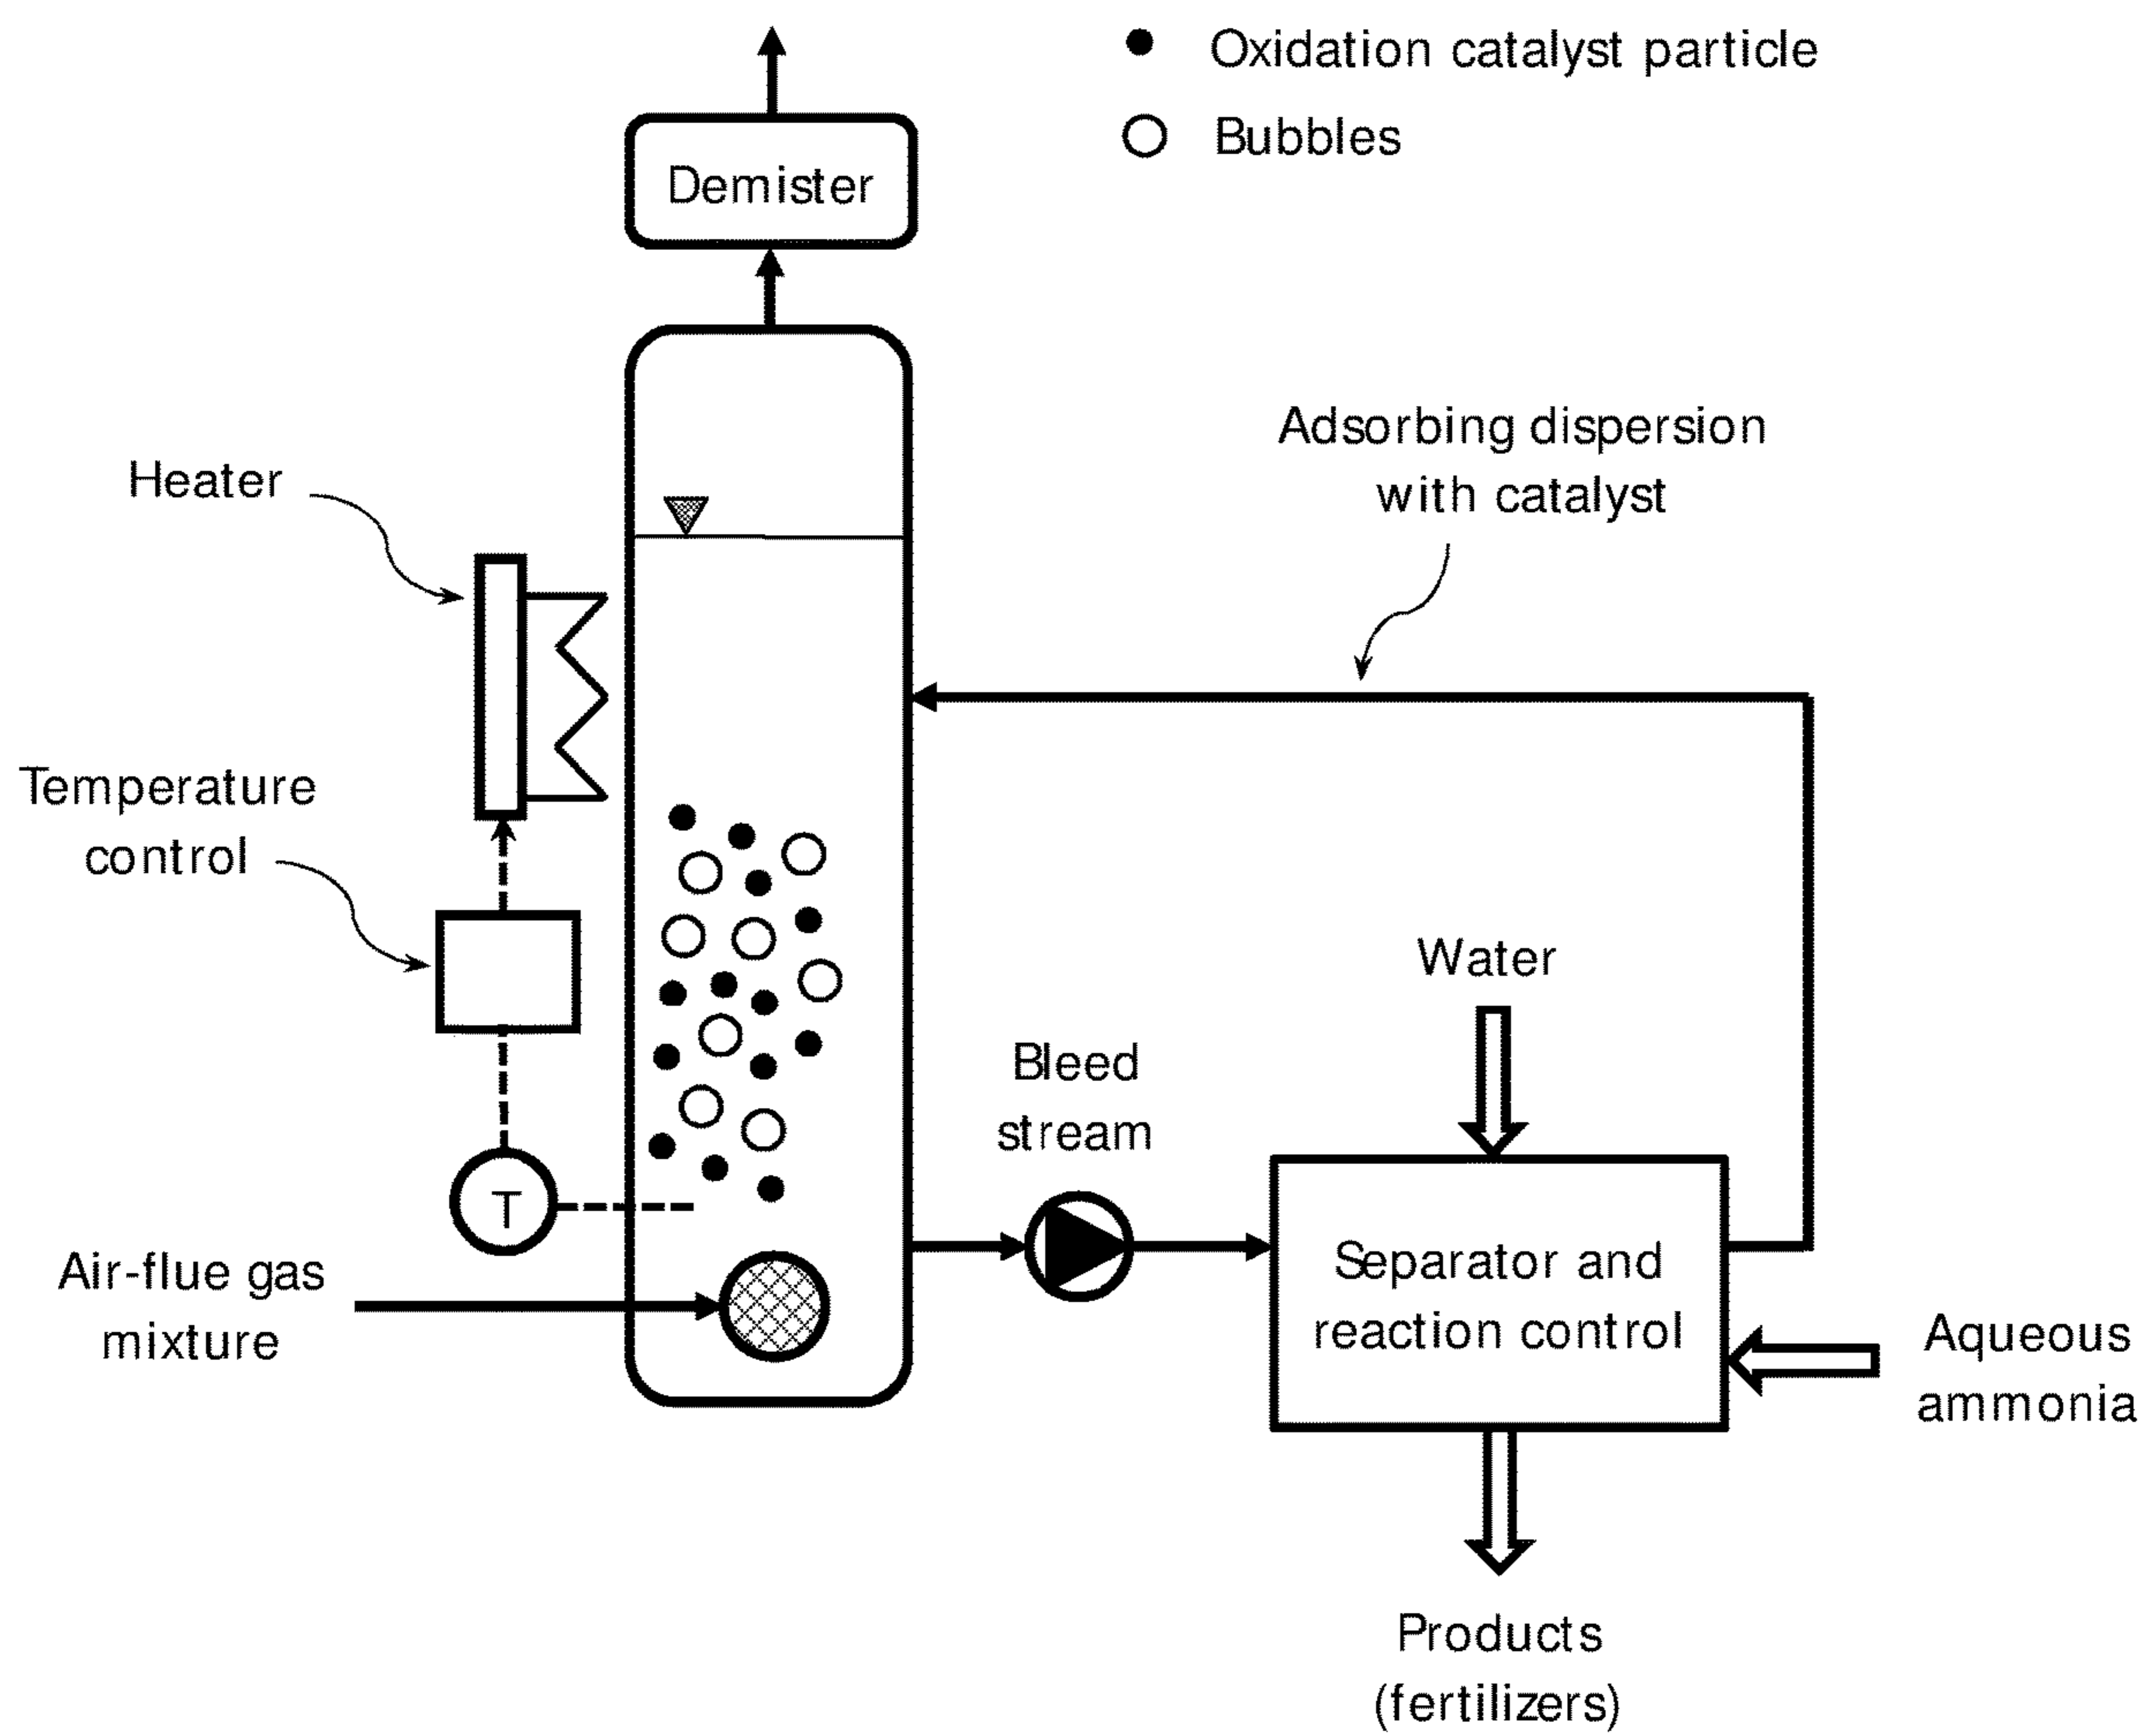 Oxidation catalyst particle
Bubbles
Demister
Adsorbing dispersion
with catalyst
Heater
Temperature
control
Water
Bleed
stream
T
Air-flue gas
mixture
Separator and
reaction control
Aqueous
ammonia
Products
(fertilizers)